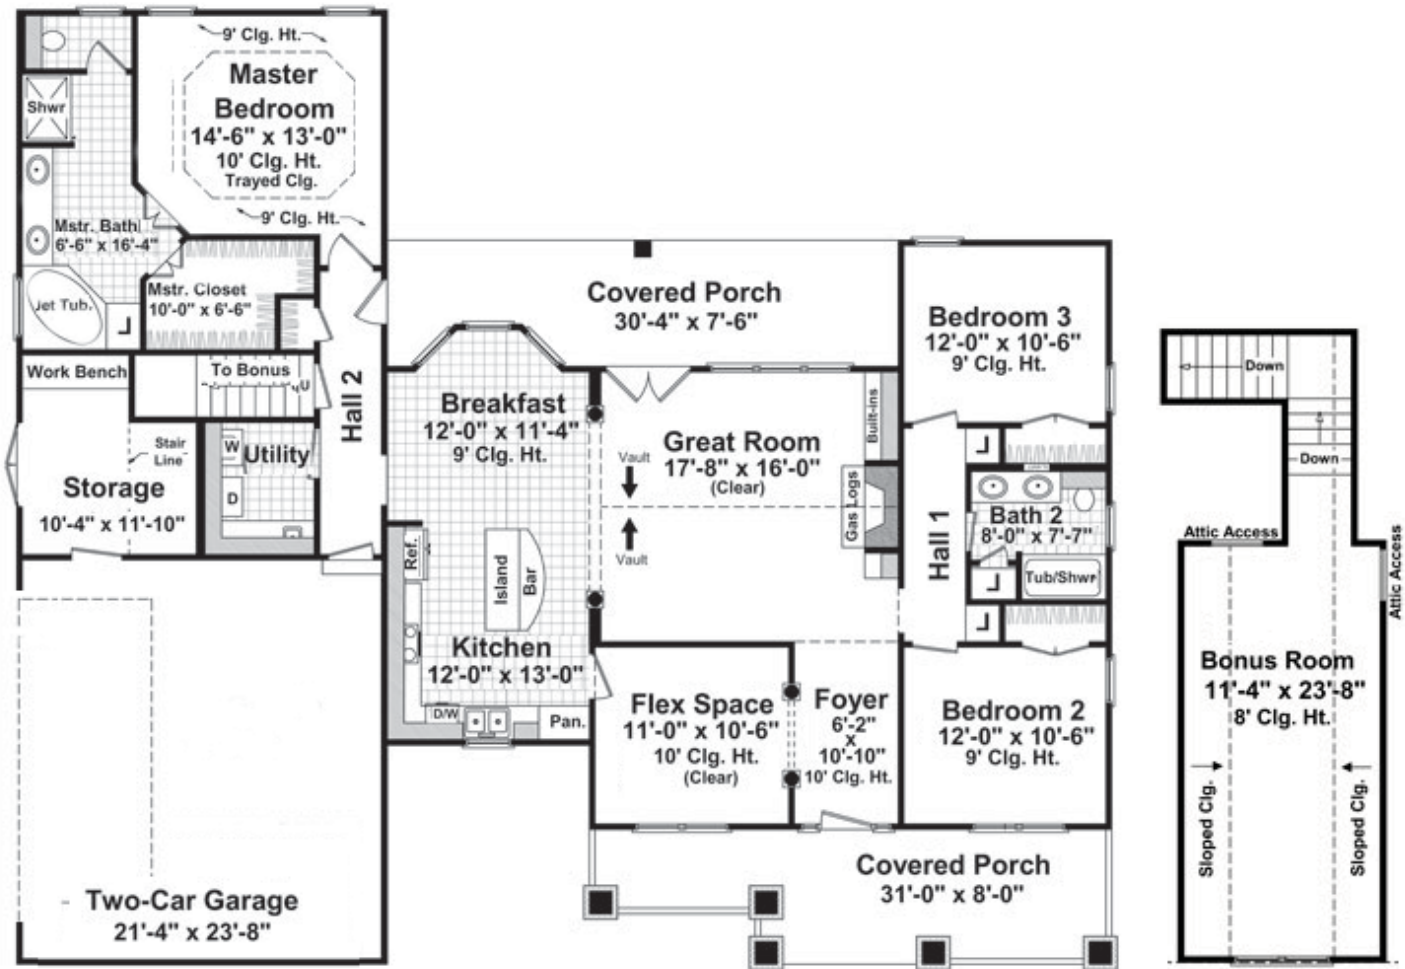 9' Clg. Ht.
Master
Bedroom
14'-6" x 13'-0"
10' Clg. Ht.
Trayed Clg.
9' Clg. Ht.
Shwr
Mstr. Bath
6'-6" x 16'-4"
Jet Tub.
L
Mstr. Closet
10'-0" x 6'-6"
Work Bench
To Bonus
U
Hall 2
Stair
Line
Storage
10'-4" x 11'-10"
W
D
Utility
Two-Car Garage
21'-4" x 23'-8"
Covered Porch
30'-4" x 7'-6"
Breakfast
12'-0" x 11'-4"
9' Clg. Ht.
Ref.
Island
Bar
Kitchen
12'-0" x 13'-0"
D/W
Pan.
Great Room
17'-8" x 16'-0"
(Clear)
Vault
Vault
Built-ins
Gas Logs
Flex Space
11'-0" x 10'-6"
10' Clg. Ht.
(Clear)
Foyer
6'-2"
x
10'-10"
10' Clg. Ht.
Hall 1
Bedroom 3
12'-0" x 10'-6"
9' Clg. Ht.
L
Bath 2
8'-0" x 7'-7"
L
Tub/Shwr
L
Bedroom 2
12'-0" x 10'-6"
9' Clg. Ht.
Covered Porch
31'-0" x 8'-0"
Down
Down
Attic Access
Attic Access
Bonus Room
11'-4" x 23'-8"
8' Clg. Ht.
Sloped Clg.
Sloped Clg.